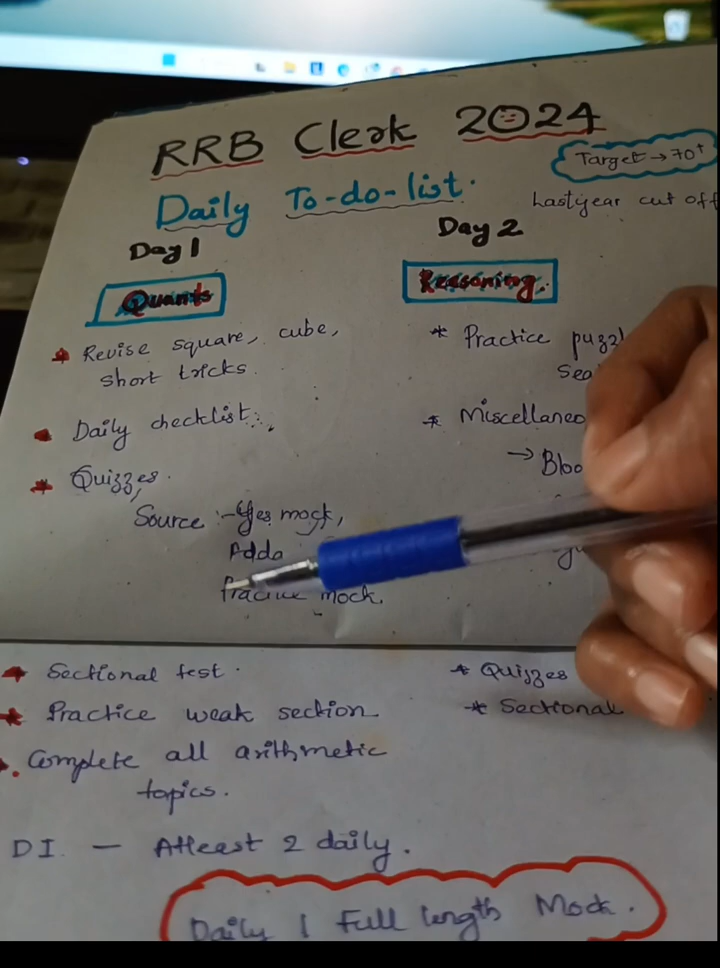 RRB Clerk 2024
Target → 70+
Daily To-do-list.
Last year cut off
Day 1
Quants
* Revise square, cube,
short tricks.
* Daily checklist
* Quizzes.
Source :- Yes mock,
Adda
Practice mock.
* Sectional test.
* Practice weak section
Complete all arithmetic
topics.
DI. — Atleest 2 daily.
Day 2
Reasoning.
* Practice
* 
→
* Quizzes
* Sectional
Daily 1 Full length Mock.